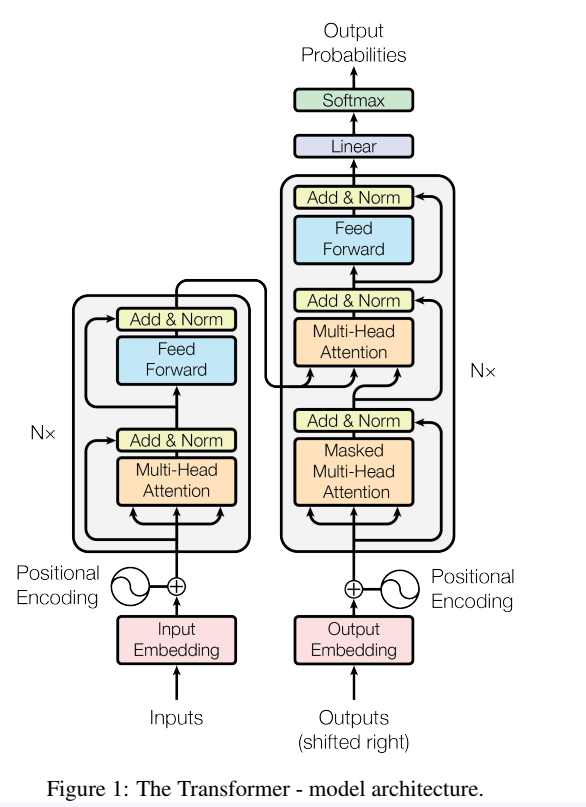 Output
Probabilities
Softmax
Linear
Add & Norm
Feed
Forward
Add & Norm
Multi-Head
Attention
Add & Norm
Masked
Multi-Head
Attention
N×
Add & Norm
Feed
Forward
Add & Norm
Multi-Head
Attention
N×
Positional
Encoding
Positional
Encoding
Input
Embedding
Output
Embedding
Inputs
Outputs
(shifted right)
Figure 1: The Transformer - model architecture.